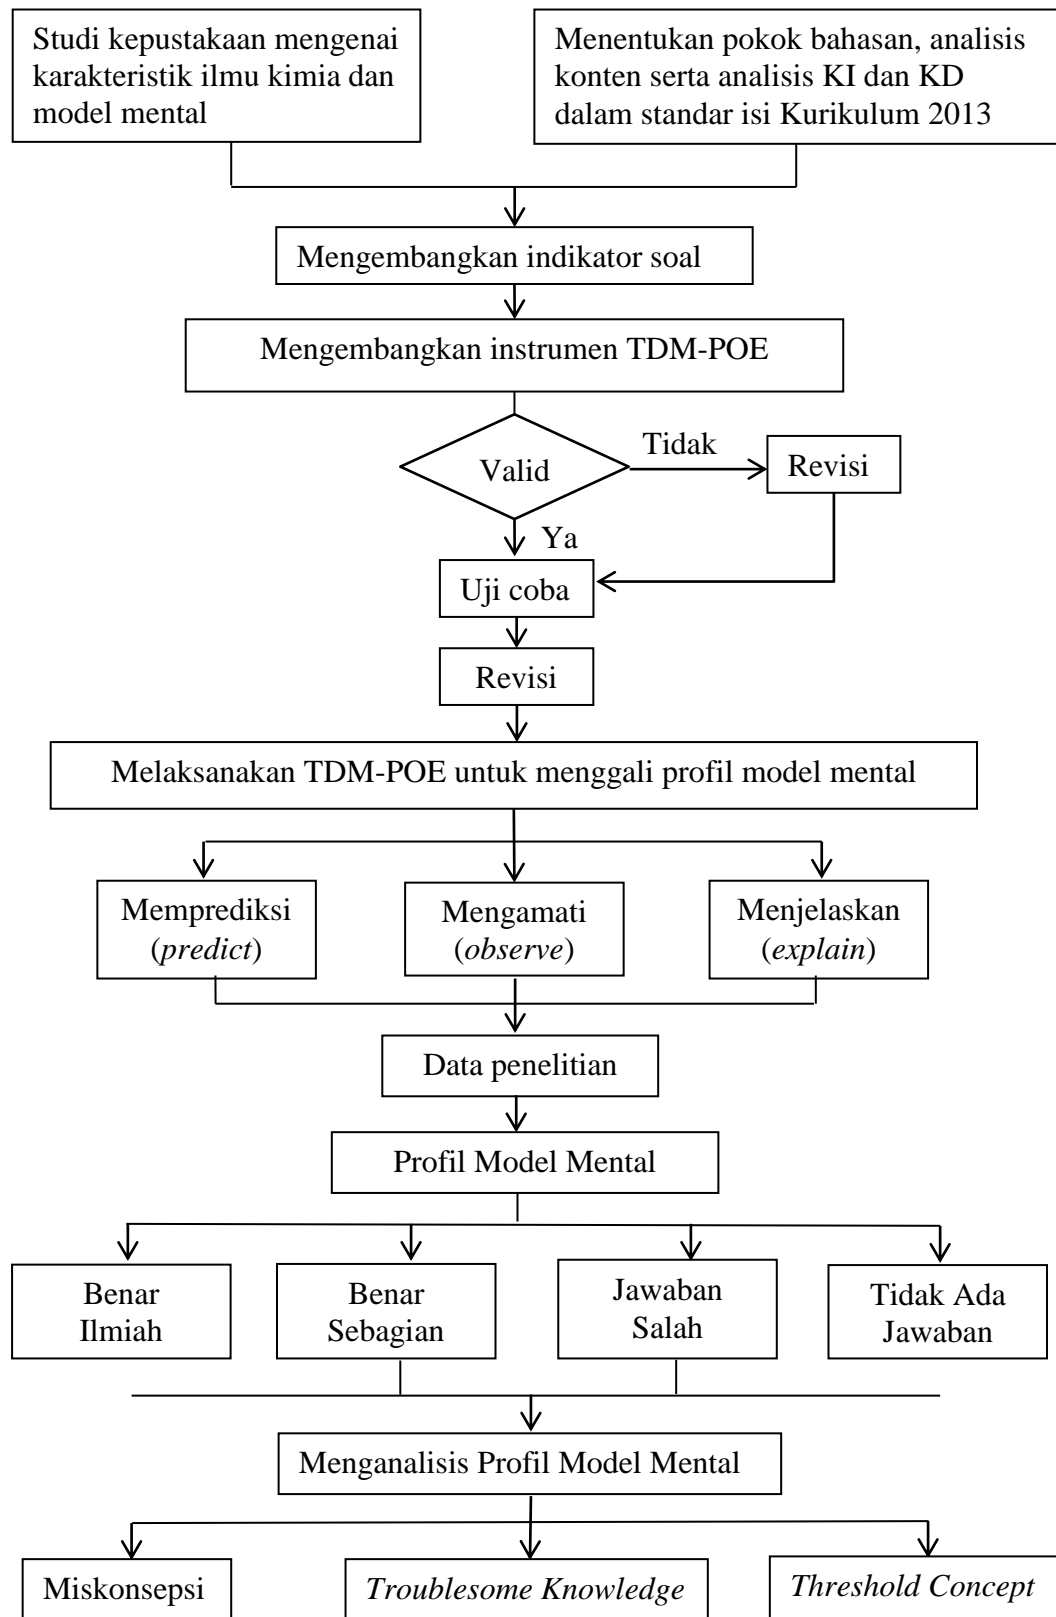 Studi kepustakaan mengenai
karakteristik ilmu kimia dan
model mental
Menentukan pokok bahasan, analisis
konten serta analisis KI dan KD
dalam standar isi Kurikulum 2013
Mengembangkan indikator soal
Mengembangkan instrumen TDM-POE
Valid
Tidak
Revisi
Ya
Uji coba
Revisi
Melaksanakan TDM-POE untuk menggali profil model mental
Memprediksi
(predict)
Mengamati
(observe)
Menjelaskan
(explain)
Data penelitian
Profil Model Mental
Benar
Ilmiah
Benar
Sebagian
Jawaban
Salah
Tidak Ada
Jawaban
Menganalisis Profil Model Mental
Miskonsepsi
Troublesome Knowledge
Threshold Concept